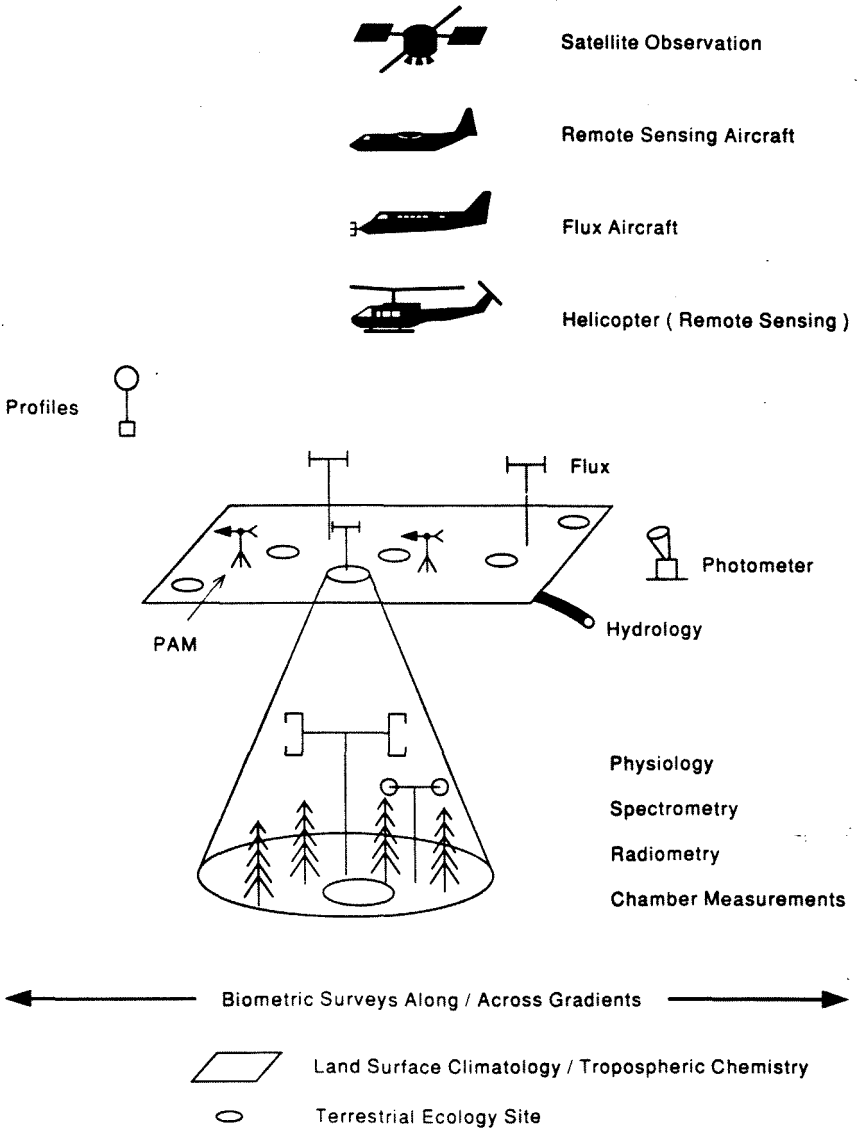 Satellite Observation
Remote Sensing Aircraft
Flux Aircraft
Helicopter ( Remote Sensing )
Profiles
Flux
Photometer
PAM
Hydrology
Physiology
Spectrometry
Radiometry
Chamber Measurements
Biometric Surveys Along / Across Gradients
Land Surface Climatology / Tropospheric Chemistry
Terrestrial Ecology Site